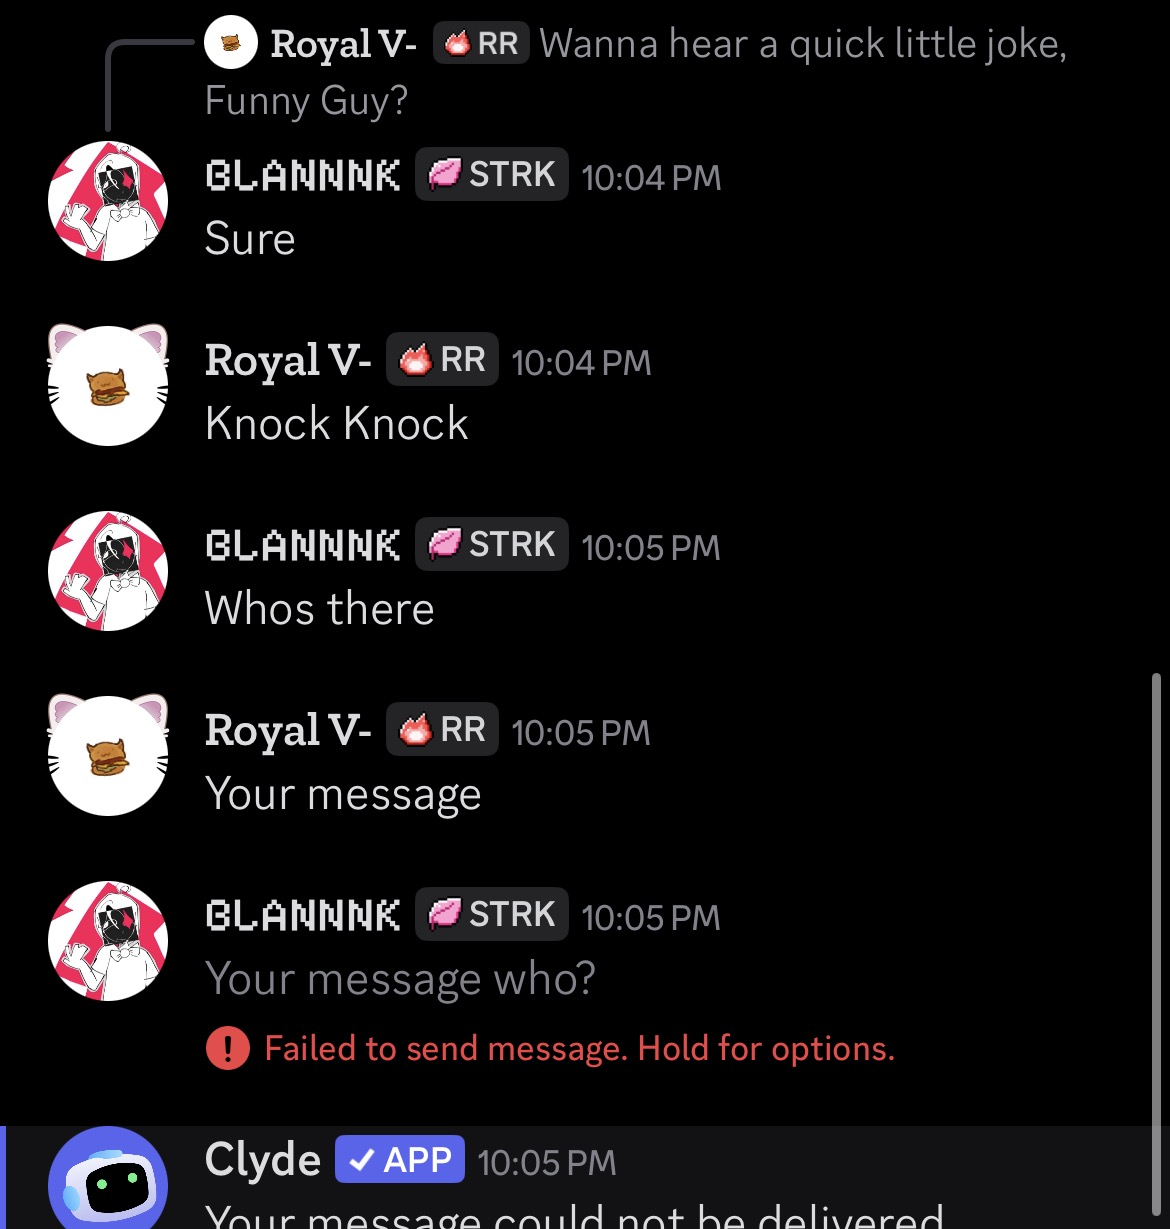 Royal V- RR Wanna hear a quick little joke,
Funny Guy?
BLANNNK STRK 10:04 PM
Sure
Royal V- RR 10:04 PM
Knock Knock
BLANNNK STRK 10:05 PM
Whos there
Royal V- RR 10:05 PM
Your message
BLANNNK STRK 10:05 PM
Your message who?
! Failed to send message. Hold for options.
Clyde ✓ APP 10:05 PM
Your message could not be delivered